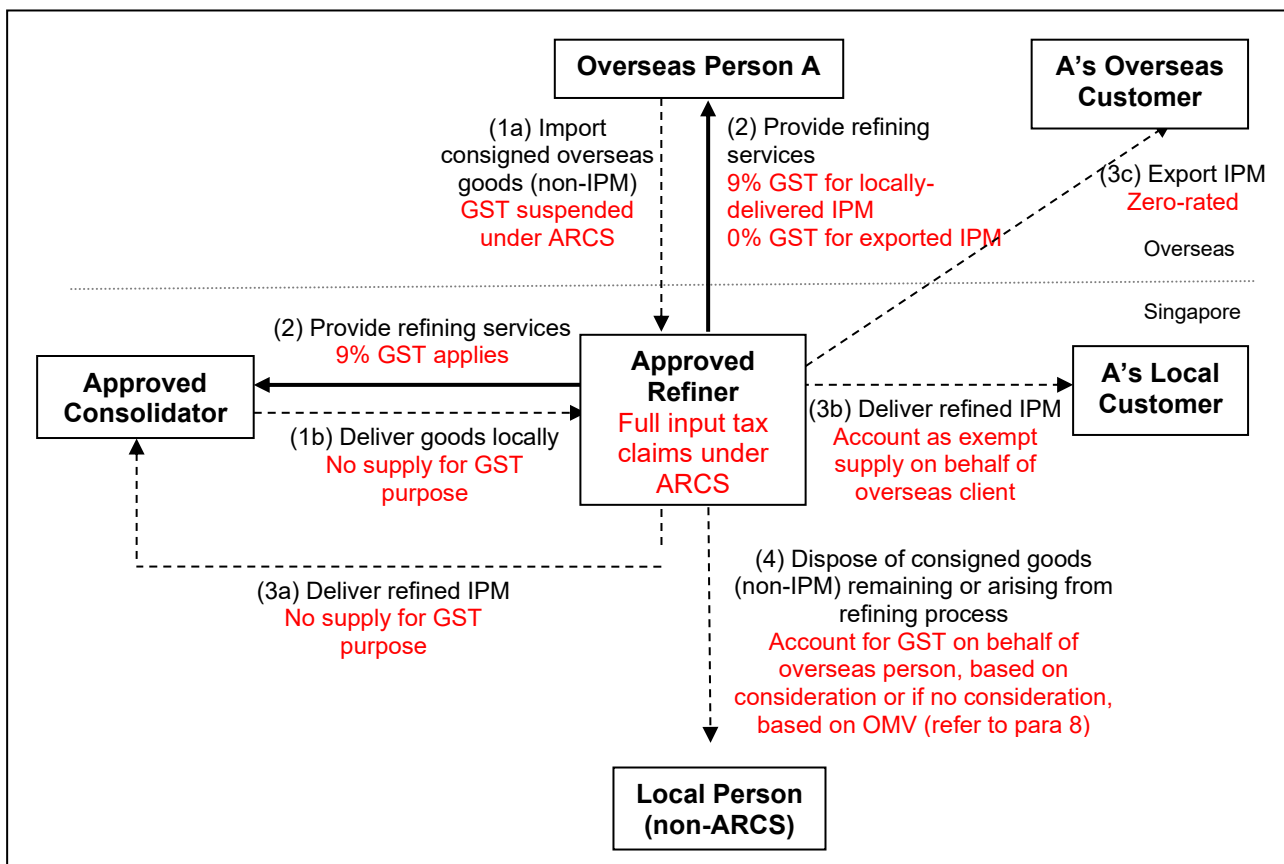 Overseas Person A
A's Overseas
Customer
(1a) Import
consigned overseas
goods (non-IPM)
GST suspended
under ARCS
(2) Provide refining
services
9% GST for locally-
delivered IPM
0% GST for exported IPM
(3c) Export IPM
Zero-rated
Overseas
Singapore
(2) Provide refining services
9% GST applies
Approved
Consolidator
Approved
Refiner
Full input tax
claims under
ARCS
A's Local
Customer
(1b) Deliver goods locally
No supply for GST
purpose
(3b) Deliver refined IPM
Account as exempt
supply on behalf of
overseas client
(3a) Deliver refined IPM
No supply for GST
purpose
(4) Dispose of consigned goods
(non-IPM) remaining or arising from
refining process
Account for GST on behalf of
overseas person, based on
consideration or if no consideration,
based on OMV (refer to para 8)
Local Person
(non-ARCS)